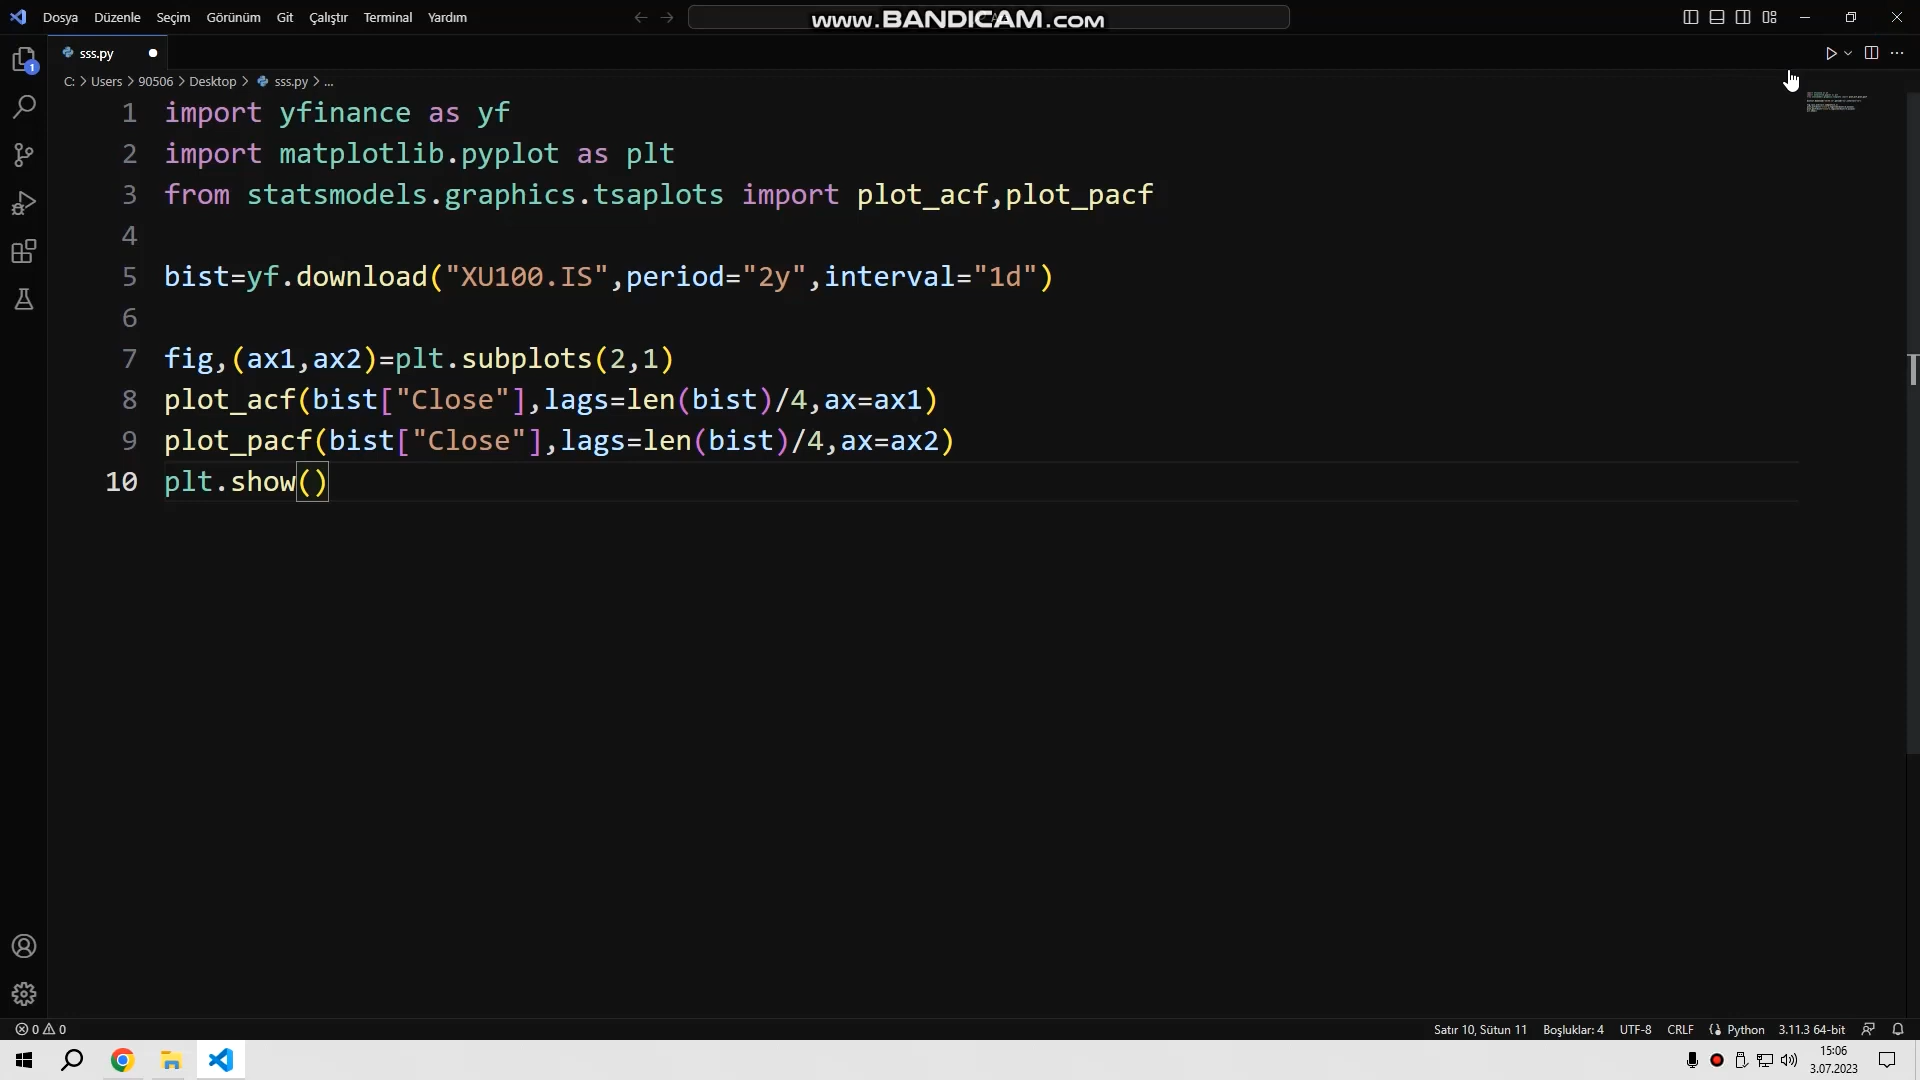 Dosya Düzenle Seçim Görünüm Git Çalıştır Terminal Yardım
www.BANDICAM.com
sss.py
C: > Users > 90506 > Desktop > sss.py > ...
1 import yfinance as yf
2 import matplotlib.pyplot as plt
3 from statsmodels.graphics.tsaplots import plot_acf,plot_pacf
4
5 bist=yf.download("XU100.IS",period="2y",interval="1d")
6
7 fig,(ax1,ax2)=plt.subplots(2,1)
8 plot_acf(bist["Close"],lags=len(bist)/4,ax=ax1)
9 plot_pacf(bist["Close"],lags=len(bist)/4,ax=ax2)
10 plt.show()
1
0 0
Satır 10, Sütun 11 Boşluklar: 4 UTF-8 CRLF Python 3.11.3 64-bit
15:06
3.07.2023